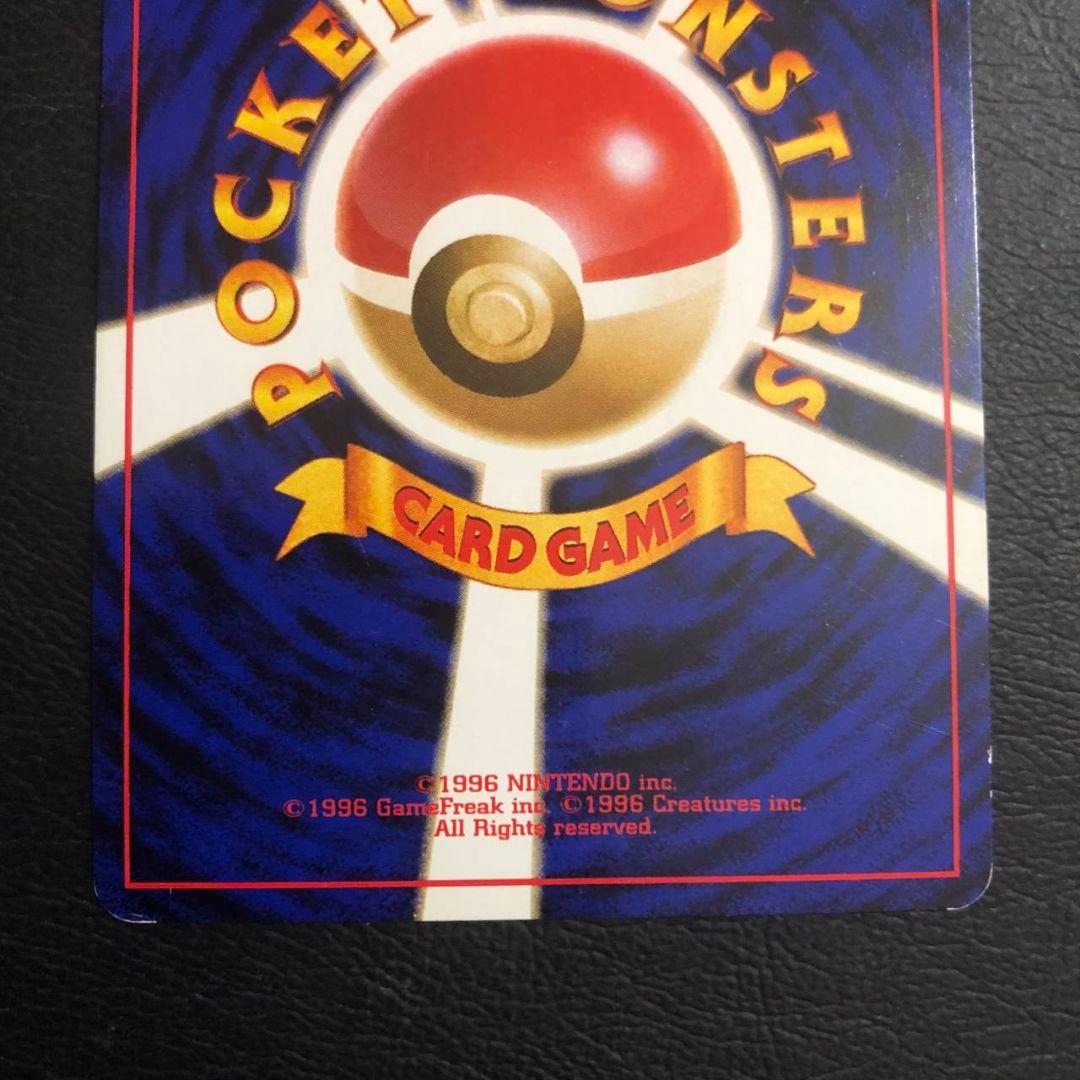 POCKET MONSTERS
CARD GAME
©1996 NINTENDO inc.
©1996 GameFreak inc. ©1996 Creatures inc.
All Rights reserved.